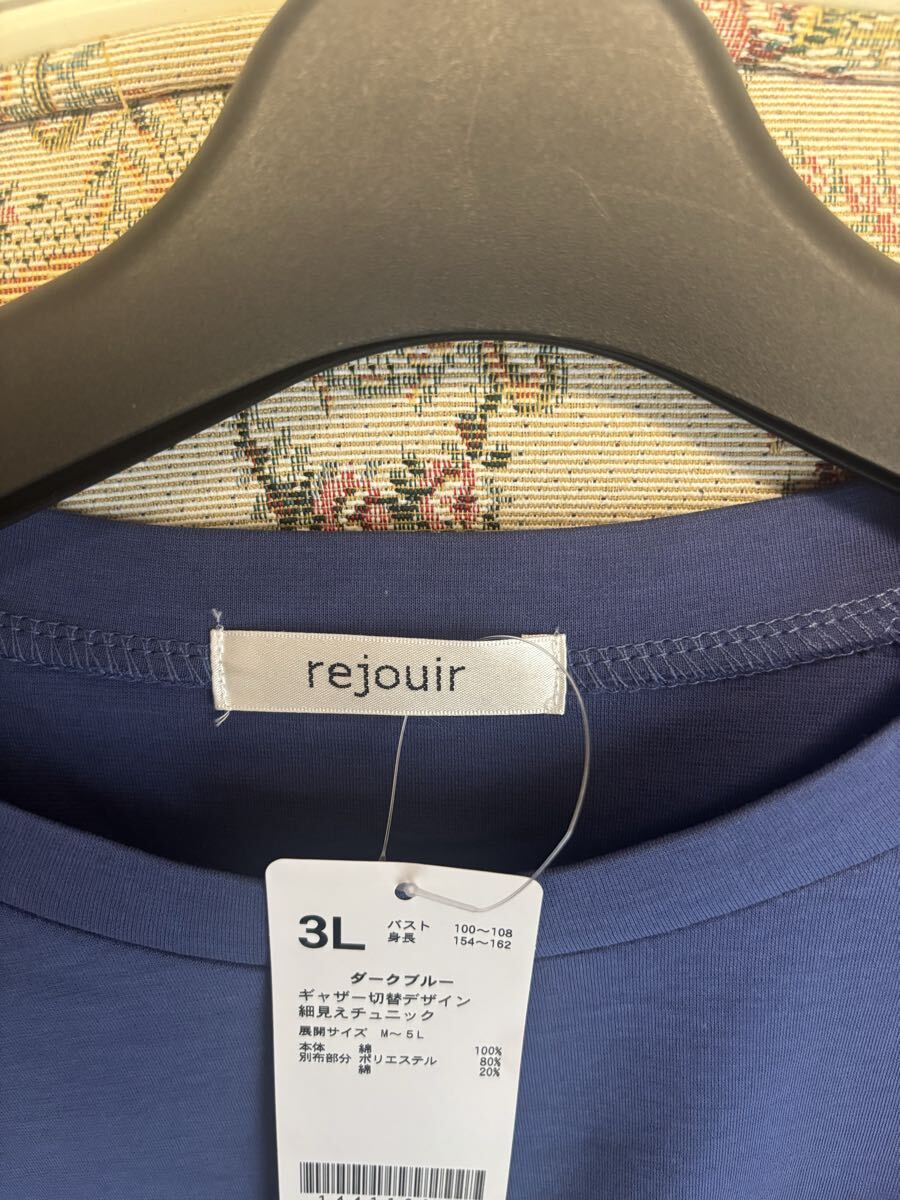 rejouir
3L バスト 100～108
身長 154～162
ダークブルー
ギャザー切替デザイン
細見えチュニック
展開サイズ M～5L
本体 綿 100%
別布部分 ポリエステル 80%
綿 20%